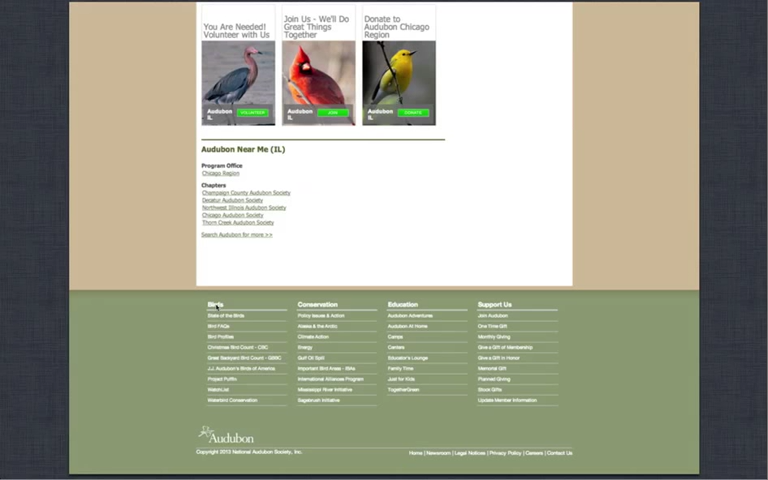 You Are Needed!
Volunteer with Us
Audubon
IL
VOLUNTEER
Join Us - We'll Do
Great Things
Together
Audubon
IL
JOIN
Donate to
Audubon Chicago
Region
Audubon
IL
DONATE
Audubon Near Me (IL)
Program Office
Chicago Region
Chapters
Champaign County Audubon Society
Decatur Audubon Society
Northwest Illinois Audubon Society
Chicago Audubon Society
Thorn Creek Audubon Society
Search Audubon for more >>
Birds
State of the Birds
Bird FAQs
Bird Profiles
Christmas Bird Count - CBC
Great Backyard Bird Count - GBBC
J.J. Audubon's Birds of America
Project Puffin
WatchList
Waterbird Conservation
Conservation
Policy Issues & Action
Alaska & the Arctic
Climate Action
Energy
Gulf Oil Spill
Important Bird Areas - IBAs
International Alliances Program
Mississippi River Initiative
Sagebrush Initiative
Education
Audubon Adventures
Audubon At Home
Camps
Centers
Educator's Lounge
Family Time
Just for Kids
TogetherGreen
Support Us
Join Audubon
One Time Gift
Monthly Giving
Give a Gift of Membership
Give a Gift in Honor
Memorial Gift
Planned Giving
Stock Gifts
Update Member Information
Audubon
Copyright 2013 National Audubon Society, Inc.
Home | Newsroom | Legal Notices | Privacy Policy | Careers | Contact Us